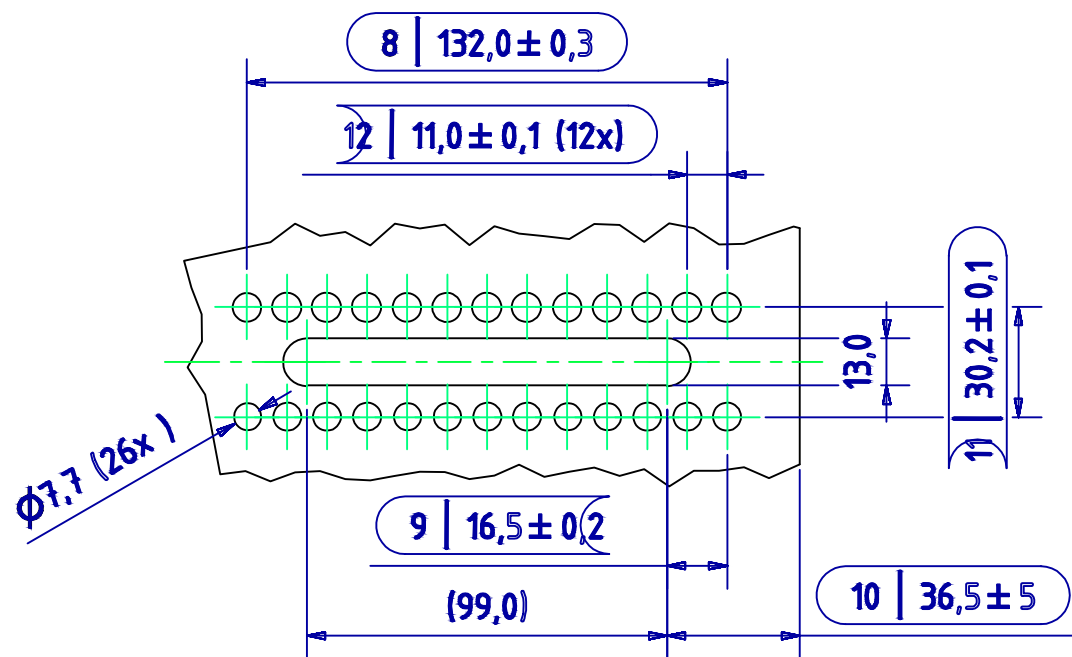 8 | 132,0 ± 0,3
12 | 11,0 ± 0,1 (12x)
11 | 30,2 ± 0,1
13,0
Φ7,7 (26x )
9 | 16,5 ± 0,2
(99,0)
10 | 36,5 ± 5